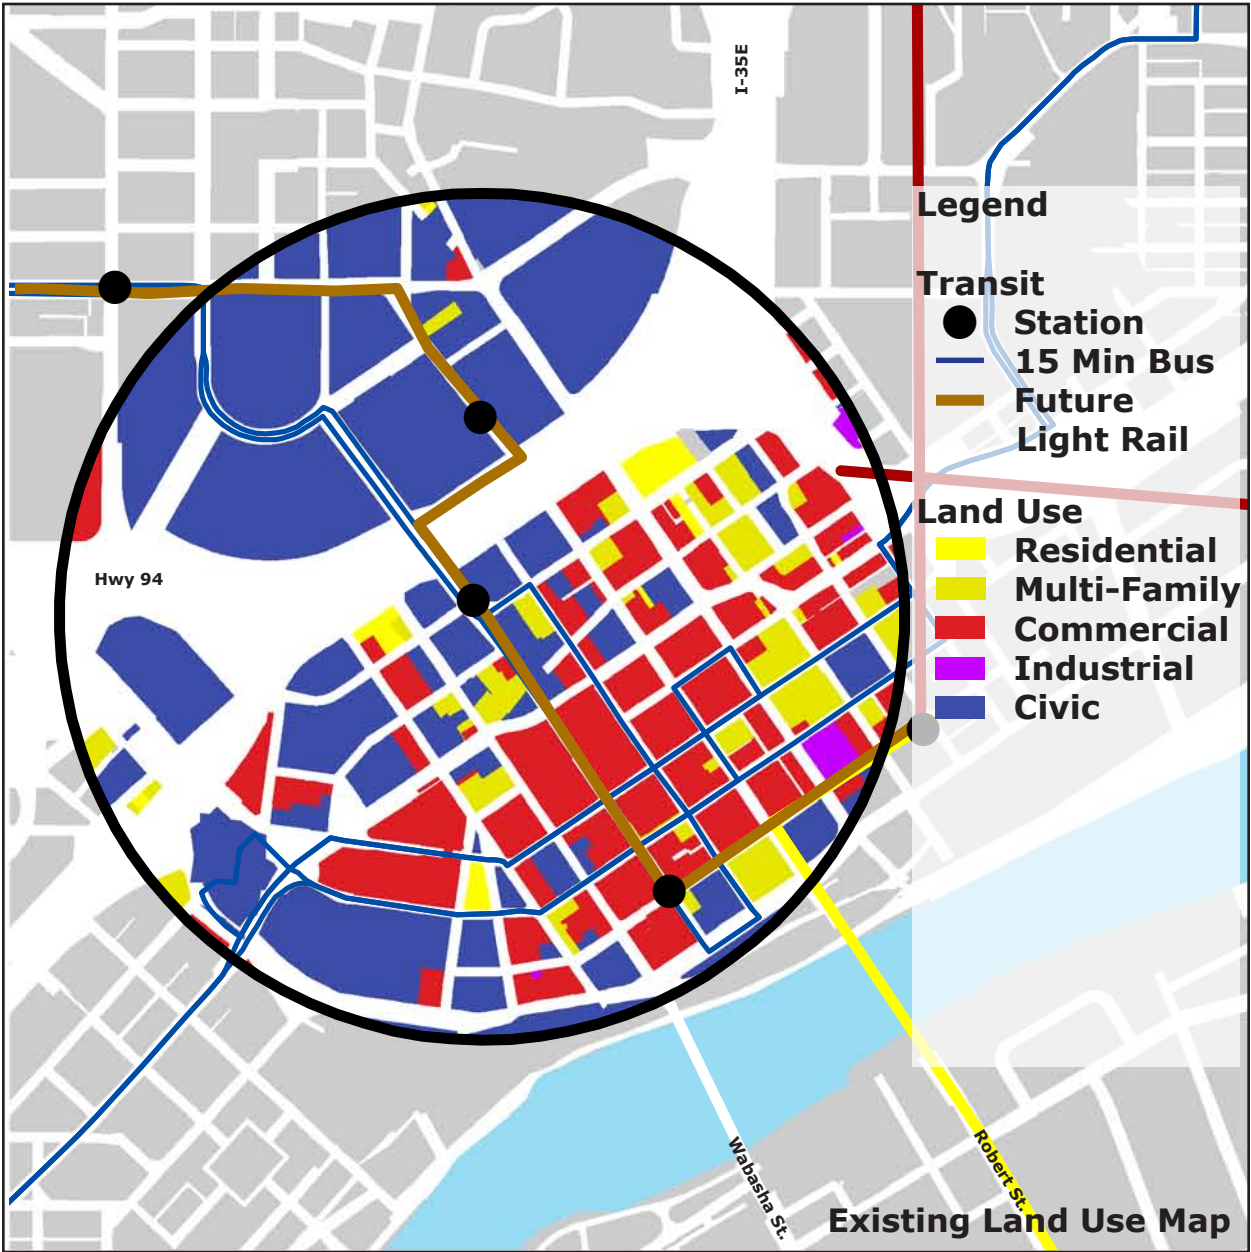 I-35E
Legend
Transit
Station
15 Min Bus
Future
Light Rail
Land Use
Residential
Multi-Family
Commercial
Industrial
Civic
Hwy 94
Wabasha St.
Robert St.
Existing Land Use Map